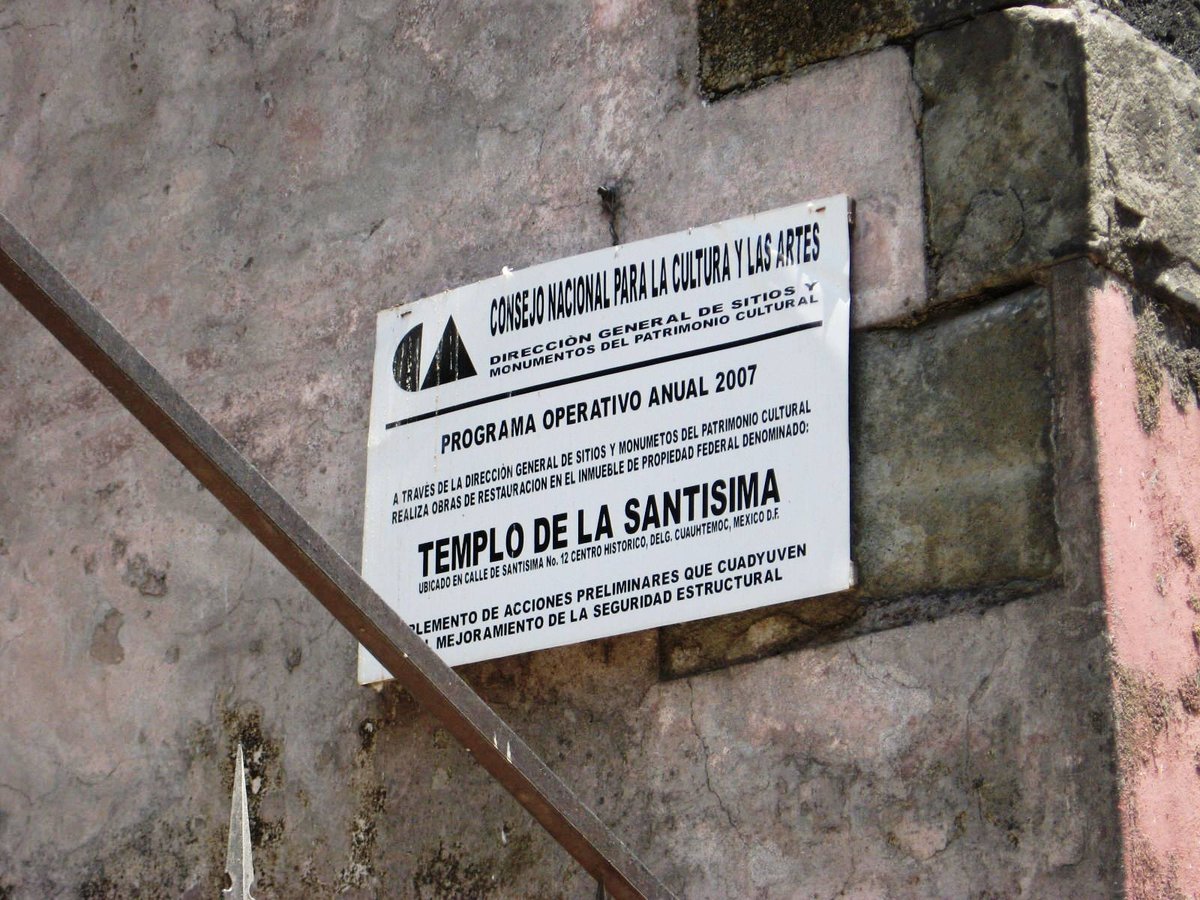 CONSEJO NACIONAL PARA LA CULTURA Y LAS ARTES
DIRECCIÒN GENERAL DE SITIOS Y
MONUMENTOS DEL PATRIMONIO CULTURAL
PROGRAMA OPERATIVO ANUAL 2007
A TRAVÉS DE LA DIRECCIÒN GENERAL DE SITIOS Y MONUMETOS DEL PATRIMONIO CULTURAL
REALIZA OBRAS DE RESTAURACION EN EL INMUEBLE DE PROPIEDAD FEDERAL DENOMINADO:
TEMPLO DE LA SANTISIMA
UBICADO EN CALLE DE SANTISIMA No. 12 CENTRO HISTORICO, DELG. CUAUHTEMOC, MEXICO D.F.
PLEMENTO DE ACCIONES PRELIMINARES QUE CUADYUVEN
MEJORAMIENTO DE LA SEGURIDAD ESTRUCTURAL